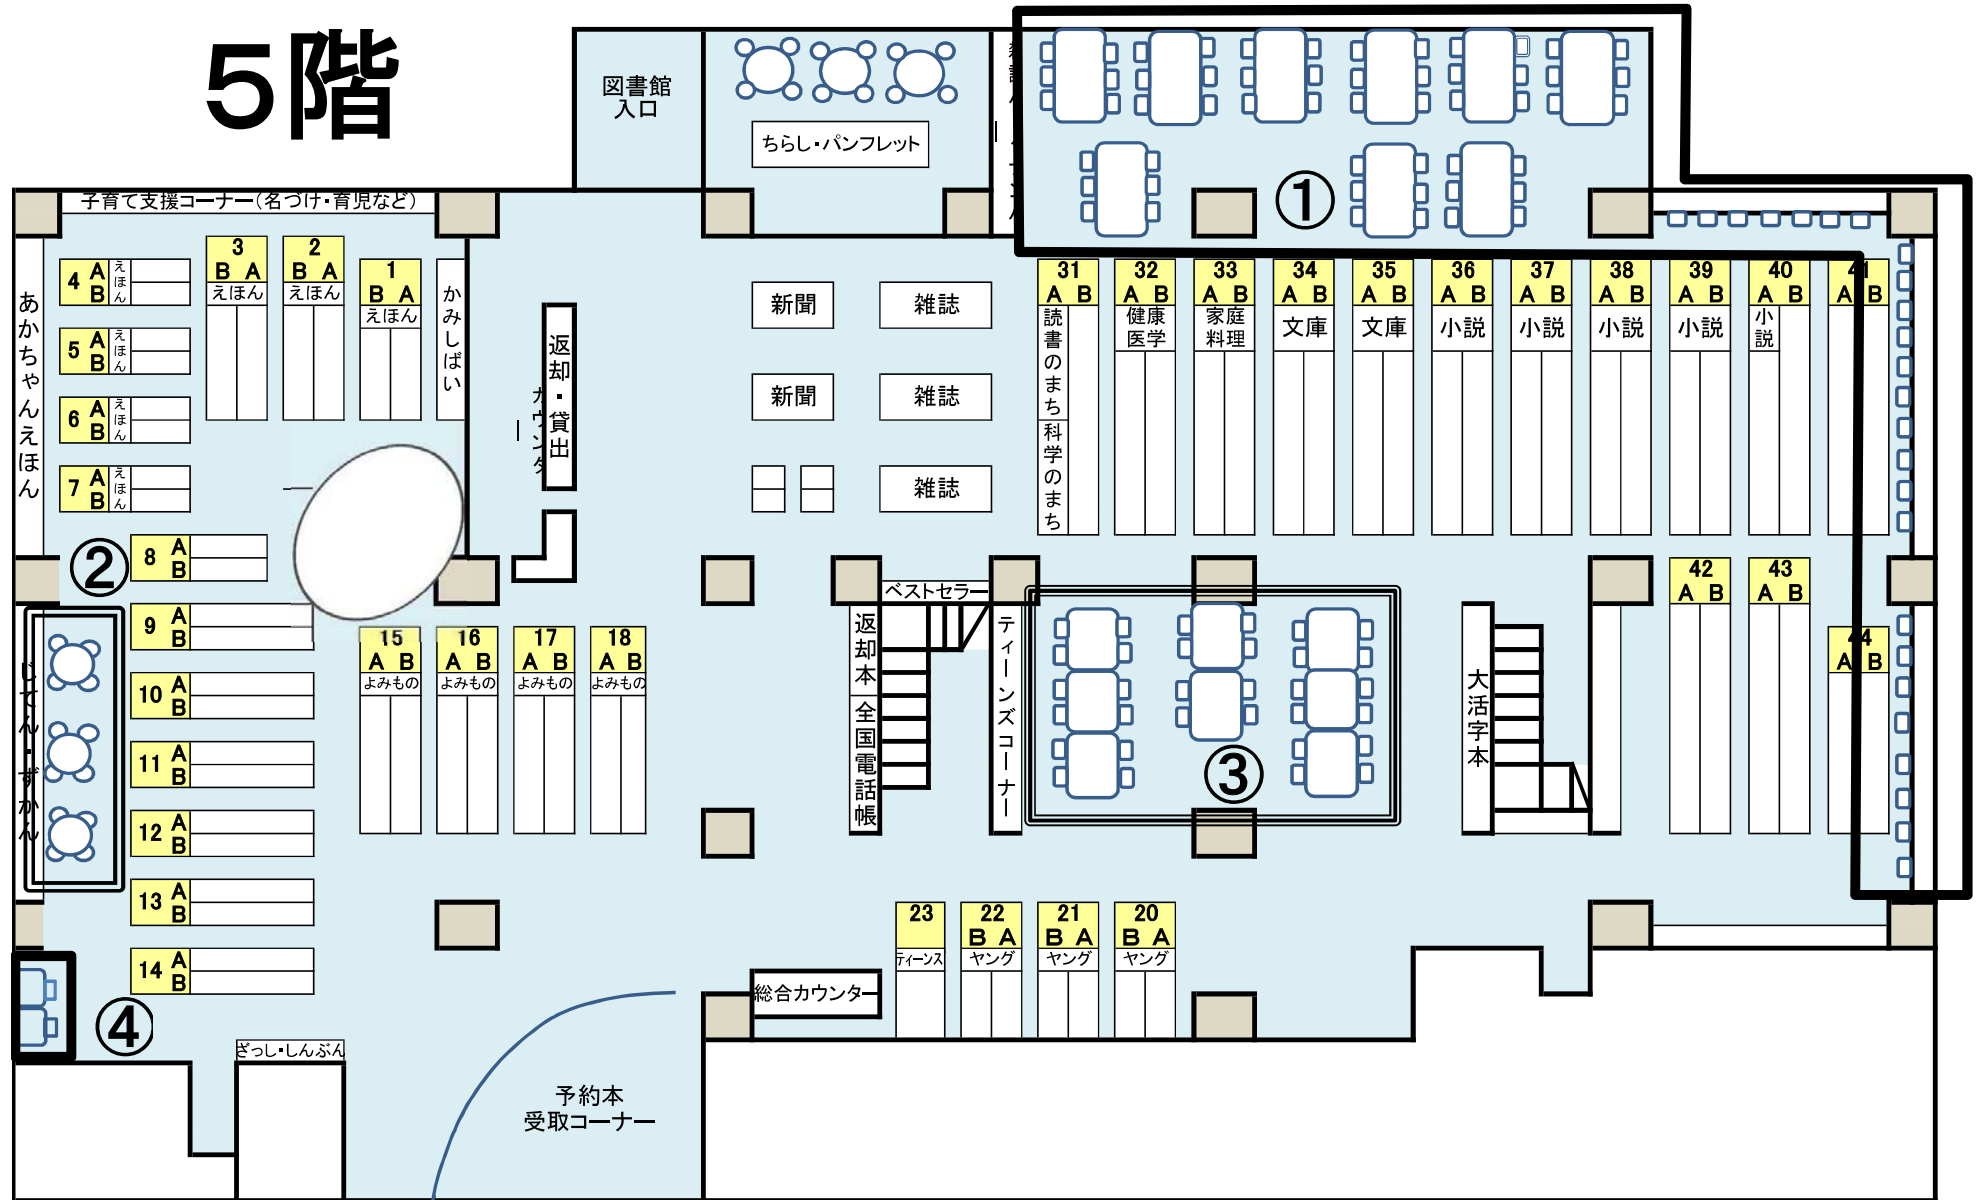 5階
図書館
入口
ちらし・パンフレット
①
子育て支援コーナー（名づけ・育児など）
あかちゃんえほん
4 A B えほん
5 A B えほん
6 A B えほん
7 A B えほん
3
B A
えほん
2
B A
えほん
1
B A
えほん
かみしばい
返却・貸出
カウンター
新聞
雑誌
新聞
雑誌
雑誌
31
A B
読書のまち
科学のまち
32
A B
健康
医学
33
A B
家庭
料理
34
A B
文庫
35
A B
文庫
36
A B
小説
37
A B
小説
38
A B
小説
39
A B
小説
40
A B
小説
41
A B
②
8 A B
9 A B
10 A B
11 A B
12 A B
13 A B
14 A B
じてん・ずかん
15
A B
よみもの
16
A B
よみもの
17
A B
よみもの
18
A B
よみもの
ベストセラー
返却本
全国電話帳
ティーンズコーナー
③
大活字本
42
A B
43
A B
44
A B
④
ざっし・しんぶん
予約本
受取コーナー
総合カウンター
23
ティーンズ
22
B A
ヤング
21
B A
ヤング
20
B A
ヤング